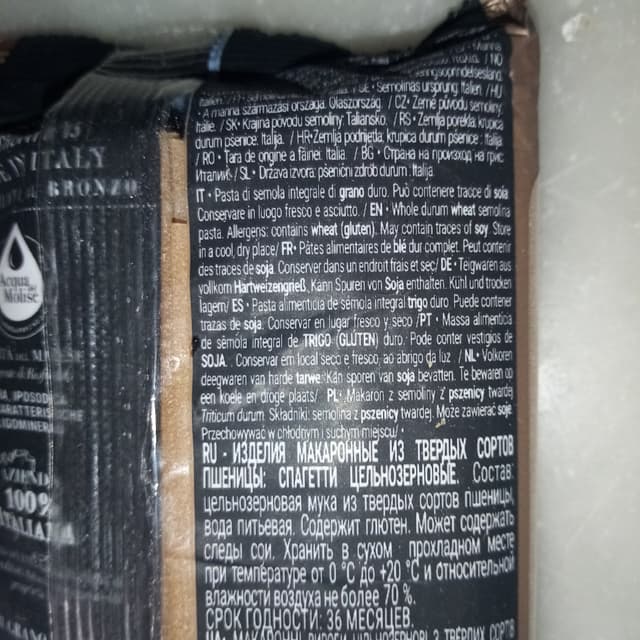 ITALY
BRONZO
Acqua
Molise
100%
ITALIANA
Semolina's ursprung: Italien. / HU
• A manna származási országa: Olaszország. / CZ • Země původu semoliny:
Itálie. / SK • Krajina pôvodu semoliny: Taliansko. / RS • Zemlja porekla, krupica
durum pšenice: Italija. / HR • Zemlja podrijetla: krupica durum pšenice : Italija.
/ RO • Tara de origine a fainei: Italia. / BG • Страна на произход на грис:
Италия. / SL • Država izvora: pšenični zdrob durum: Italija.
IT • Pasta di semola integrale di grano duro. Può contenere tracce di soia.
Conservare in luogo fresco e asciutto. / EN • Whole durum wheat semolina
pasta. Allergens: contains wheat (gluten). May contain traces of soy. Store
in a cool, dry place/ FR • Pâtes alimentaires de blé dur complet. Peut contenir
des traces de soja. Conserver dans un endroit frais et sec/ DE • Teigwaren aus
vollkorn Hartweizengrieß. Kann Spuren von Soja enthalten. Kühl und trocken
lagern/ ES • Pasta alimenticia de sémola integral trigo duro. Puede contener
trazas de soja. Conservar en lugar fresco y seco /PT • Massa alimentícia
de sêmola integral de TRIGO (GLÚTEN) duro. Pode conter vestígios de
SOJA. Conservar em local seco e fresco, ao abrigo da luz. / NL • Volkoren
deegwaren van harde tarwe. Kan sporen van soja bevatten. Te bewaren op
een koele en droge plaats/ PL • Makaron z semoliny z pszenicy twardej
Triticum durum. Składniki: semolina z pszenicy twardej. Może zawierać soję.
Przechowywać w chłodnym i suchym miejscu/
RU • ИЗДЕЛИЯ МАКАРОННЫЕ ИЗ ТВЕРДЫХ СОРТОВ
ПШЕНИЦЫ: СПАГЕТТИ ЦЕЛЬНОЗЕРНОВЫЕ. Состав:
цельнозерновая мука из твердых сортов пшеницы,
вода питьевая. Содержит глютен. Может содержать
следы сои. Хранить в сухом прохладном месте
при температуре от 0 °C до +20 °C и относительной
влажности воздуха не более 70 %.
СРОК ГОДНОСТИ: 36 МЕСЯЦЕВ.